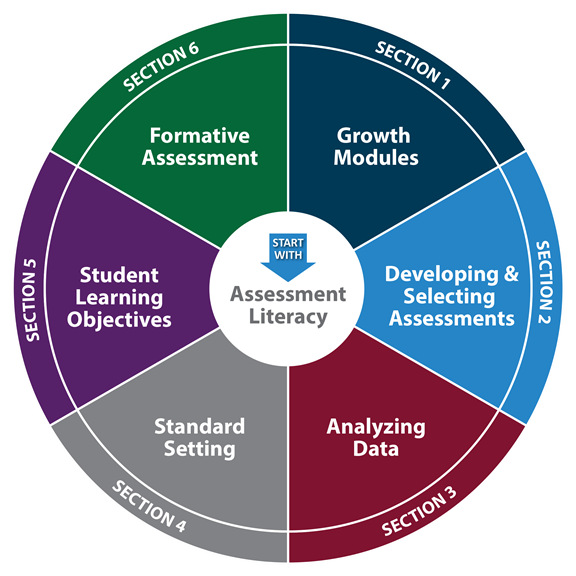 START
WITH
Assessment
Literacy
SECTION 1
Growth
Modules
SECTION 2
Developing &
Selecting
Assessments
SECTION 3
Analyzing
Data
SECTION 4
Standard
Setting
SECTION 5
Student
Learning
Objectives
SECTION 6
Formative
Assessment